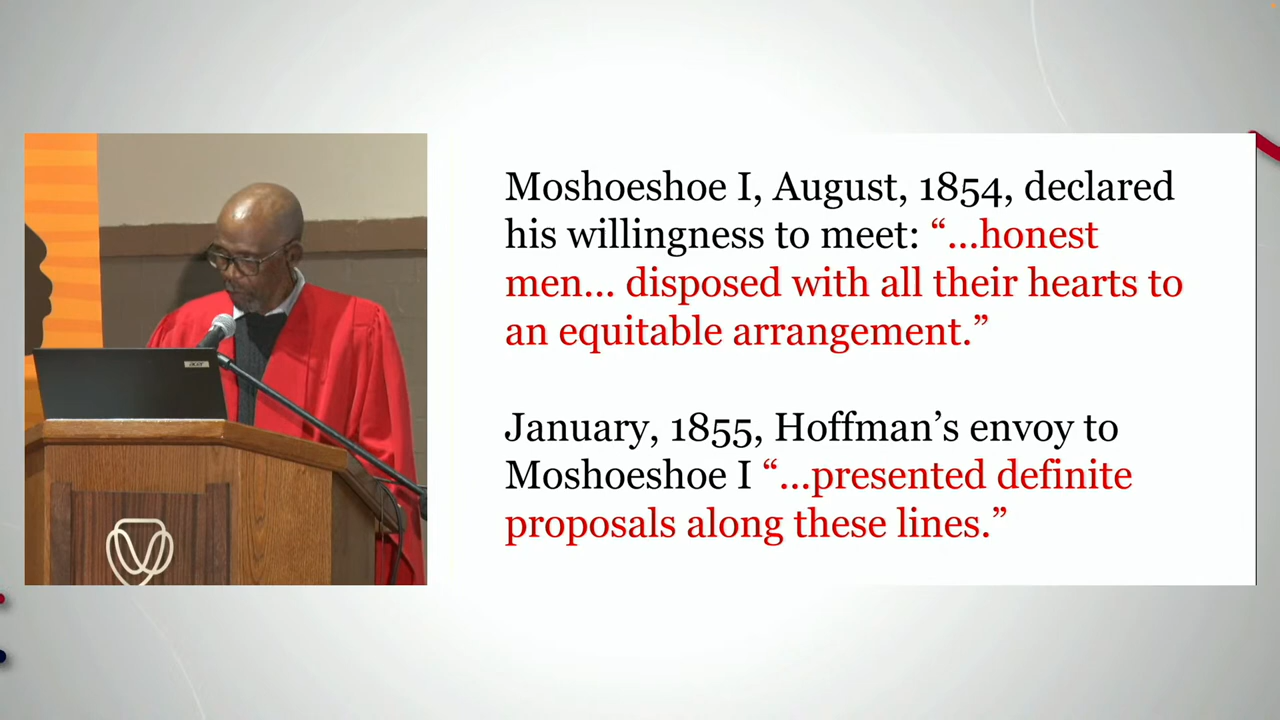 Moshoeshoe I, August, 1854, declared
his willingness to meet: “...honest
men... disposed with all their hearts to
an equitable arrangement.”
January, 1855, Hoffman’s envoy to
Moshoeshoe I “...presented definite
proposals along these lines.”
acer